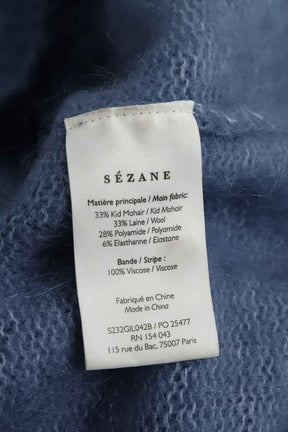 SÉZANE
Matière principale / Main fabric:
33% Kid Mohair / Kid Mohair
33% Laine / Wool
28% Polyamide / Polyamide
6% Elasthanne / Elastane
Bande / Stripe :
100% Viscose / Viscose
Fabriqué en Chine
Made in China
S232GIL042B / PO 25477
RN 154 043
115 rue du Bac, 75007 Paris